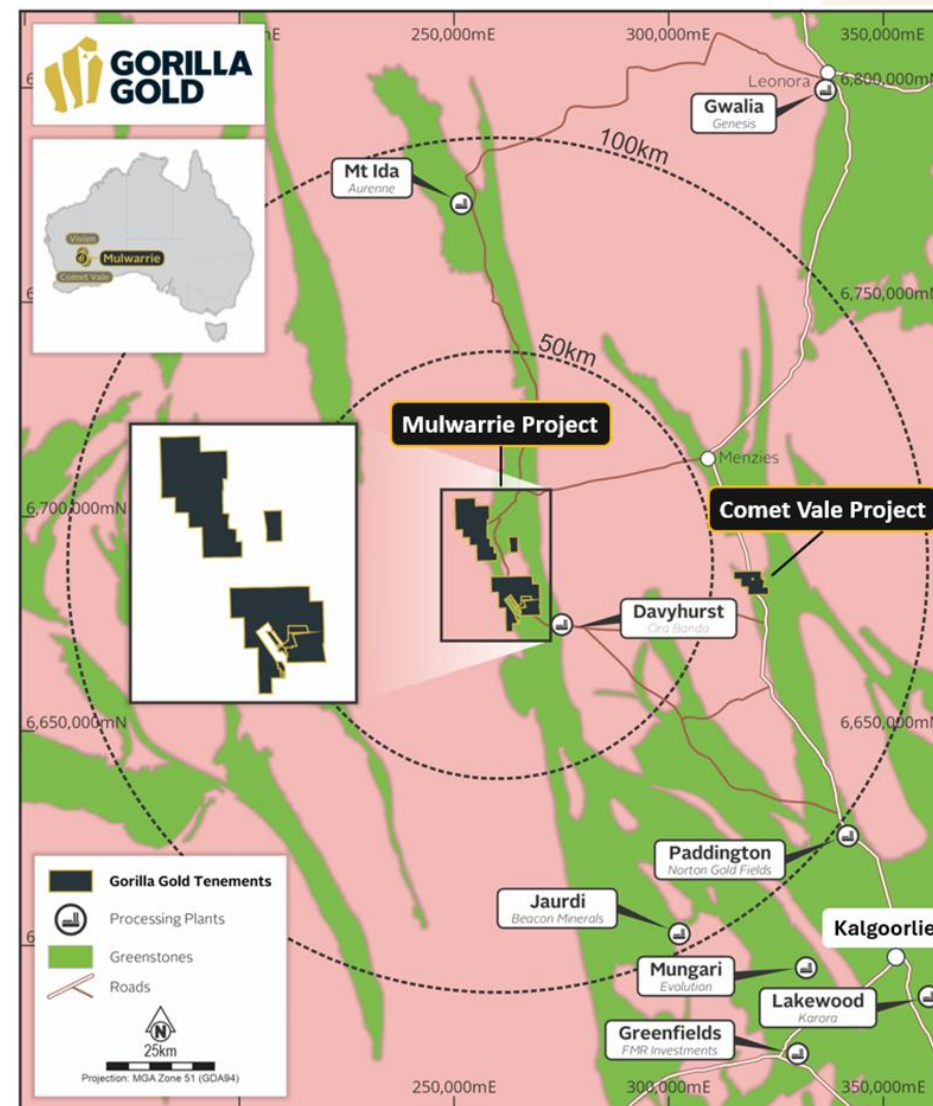 GORILLA
GOLD
250,000mE
300,000mE
350,000mE
6,800,000mN
Leonora
Gwalia
Genesis
100km
Mt Ida
Aurenne
Vivien
Mulwarrie
Comet Vale
6,750,000mN
50km
Mulwarrie Project
Menzies
6,700,000mN
Comet Vale Project
Davyhurst
Ora Banda
6,650,000mN
6,650,000mN
Paddington
Norton Gold Fields
Jaurdi
Beacon Minerals
Kalgoorlie
Mungari
Evolution
Lakewood
Karora
Greenfields
FMR Investments
Gorilla Gold Tenements
Processing Plants
Greenstones
Roads
N
25km
Projection: MGA Zone 51 (GDA94)
250,000mE
300,000mE
350,000mE